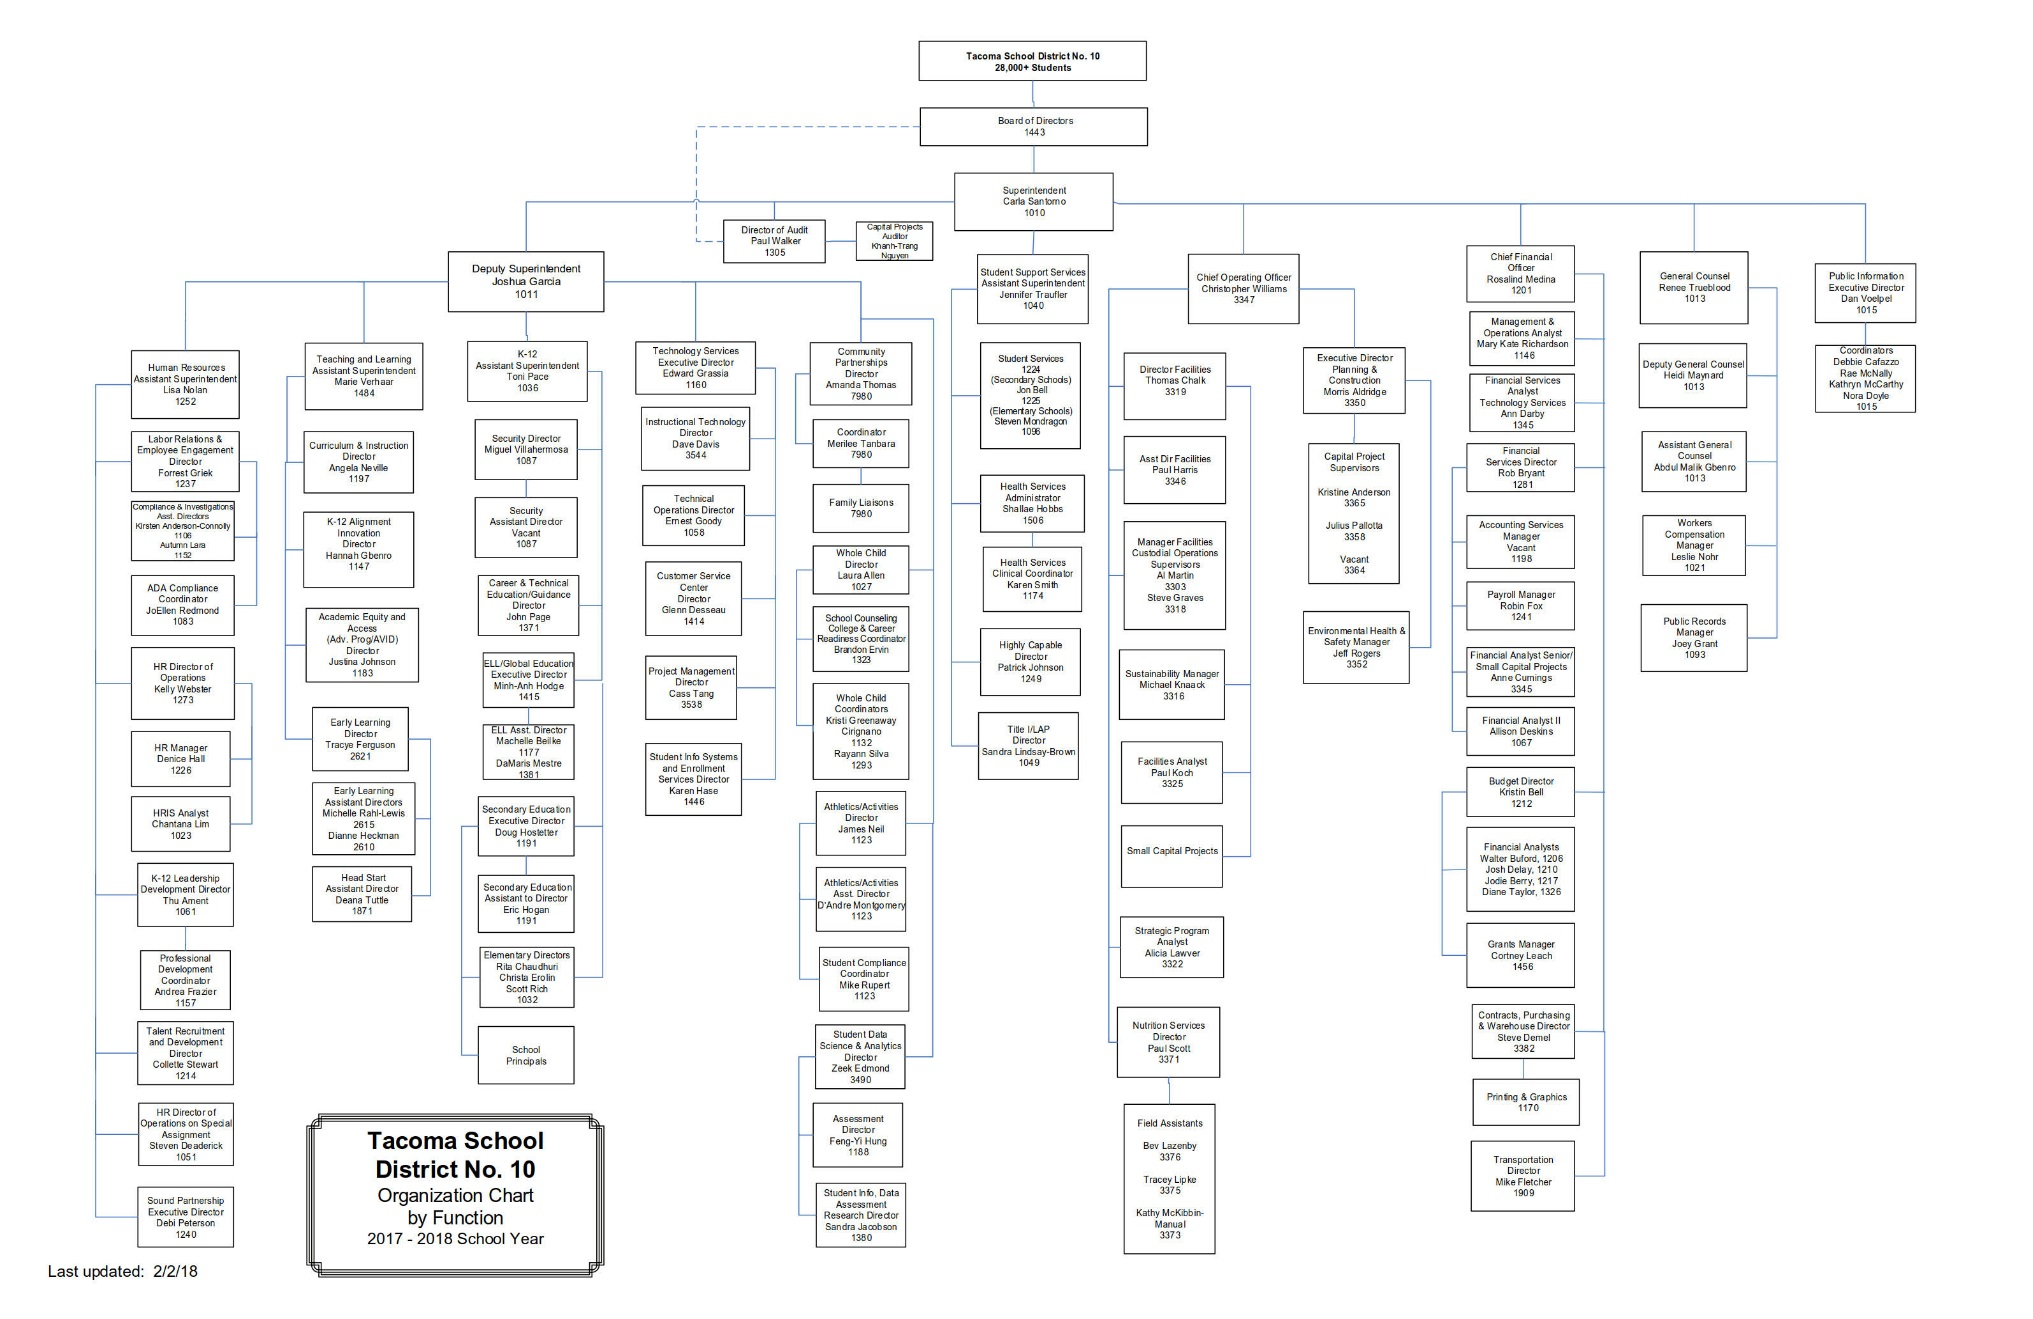 Tacoma School District No. 10
28,000+ Students
Board of Directors
1443
Superintendent
Carla Santorno
1010
Director of Audit
Paul Walker
1305
Capital Projects
Auditor
Khanh-Trang
Nguyen
Deputy Superintendent
Joshua Garcia
1011
Human Resources
Assistant Superintendent
Lisa Nolan
1252
Labor Relations &
Employee Engagement
Director
Forrest Griek
1237
Compliance & Investigations
Asst. Directors
Kirsten Anderson-Connolly
1106
Autumn Lara
1152
ADA Compliance
Coordinator
JoEllen Redmond
1083
HR Director of
Operations
Kelly Webster
1273
HR Manager
Denice Hall
1226
HRIS Analyst
Chantana Lim
1023
K-12 Leadership
Development Director
Thu Ament
1061
Professional
Development
Coordinator
Andrea Frazier
1157
Talent Recruitment
and Development
Director
Collette Stewart
1214
HR Director of
Operations on Special
Assignment
Steven Deaderick
1051
Sound Partnership
Executive Director
Debi Peterson
1240
Teaching and Learning
Assistant Superintendent
Marie Verhaar
1484
Curriculum & Instruction
Director
Angela Neville
1197
K-12 Alignment
Innovation
Director
Hannah Gbenro
1147
Academic Equity and
Access
(Adv. Prog/AVID)
Director
Justina Johnson
1183
Early Learning
Director
Tracye Ferguson
2621
Early Learning
Assistant Directors
Michelle Rahl-Lewis
2615
Dianne Heckman
2610
Head Start
Assistant Director
Deana Tuttle
1871
K-12
Assistant Superintendent
Toni Pace
1036
Security Director
Miguel Villahermosa
1087
Security
Assistant Director
Vacant
1087
Career & Technical
Education/Guidance
Director
John Page
1371
ELL/Global Education
Executive Director
Minh-Anh Hodge
1415
ELL Asst. Director
Machelle Beilke
1177
DaMaris Mestre
1381
Secondary Education
Executive Director
Doug Hostetter
1191
Secondary Education
Assistant to Director
Eric Hogan
1191
Elementary Directors
Rita Chaudhuri
Christa Erolin
Scott Rich
1032
School
Principals
Technology Services
Executive Director
Edward Grassia
1160
Instructional Technology
Director
Dave Davis
3544
Technical
Operations Director
Ernest Goody
1058
Customer Service
Center
Director
Glenn Desseau
1414
Project Management
Director
Cass Tang
3538
Student Info Systems
and Enrollment
Services Director
Karen Hase
1446
Community
Partnerships
Director
Amanda Thomas
7980
Coordinator
Merilee Tanbara
7980
Family Liaisons
7980
Whole Child
Director
Laura Allen
1027
School Counseling
College & Career
Readiness Coordinator
Brandon Ervin
1323
Whole Child
Coordinators
Kristi Greenaway
Cirignano
1132
Rayann Silva
1293
Athletics/Activities
Director
James Neil
1123
Athletics/Activities
Asst. Director
D'Andre Montgomery
1123
Student Compliance
Coordinator
Mike Rupert
1123
Student Data
Science & Analytics
Director
Zeek Edmond
3490
Assessment
Director
Feng-Yi Hung
1188
Student Info, Data
Assessment
Research Director
Sandra Jacobson
1380
Student Support Services
Assistant Superintendent
Jennifer Traufler
1040
Student Services
1224
(Secondary Schools)
Jon Bell
1225
(Elementary Schools)
Steven Mondragon
1096
Health Services
Administrator
Shallae Hobbs
1506
Health Services
Clinical Coordinator
Karen Smith
1174
Highly Capable
Director
Patrick Johnson
1249
Title I/LAP
Director
Sandra Lindsay-Brown
1049
Chief Operating Officer
Christopher Williams
3347
Director Facilities
Thomas Chalk
3319
Asst Dir Facilities
Paul Harris
3346
Manager Facilities
Custodial Operations
Supervisors
Al Martin
3303
Steve Graves
3318
Sustainability Manager
Michael Knaack
3316
Facilities Analyst
Paul Koch
3325
Small Capital Projects
Strategic Program
Analyst
Alicia Lawver
3322
Nutrition Services
Director
Paul Scott
3371
Field Assistants
Bev Lazenby
3376
Tracey Lipke
3375
Kathy McKibbin-
Manual
3373
Executive Director
Planning &
Construction
Morris Aldridge
3350
Capital Project
Supervisors
Kristine Anderson
3365
Julius Pallotta
3358
Vacant
3364
Environmental Health &
Safety Manager
Jeff Rogers
3352
Chief Financial
Officer
Rosalind Medina
1201
Management &
Operations Analyst
Mary Kate Richardson
1146
Financial Services
Analyst
Technology Services
Ann Darby
1345
Financial
Services Director
Rob Bryant
1281
Accounting Services
Manager
Vacant
1198
Payroll Manager
Robin Fox
1241
Financial Analyst Senior/
Small Capital Projects
Anne Cumings
3345
Financial Analyst II
Allison Deskins
1067
Budget Director
Kristin Bell
1212
Financial Analysts
Walter Buford, 1206
Josh Delay, 1210
Jodie Berry, 1217
Diane Taylor, 1326
Grants Manager
Cortney Leach
1456
Contracts, Purchasing
& Warehouse Director
Steve Demel
3382
Printing & Graphics
1170
Transportation
Director
Mike Fletcher
1909
General Counsel
Renee Trueblood
1013
Deputy General Counsel
Heidi Maynard
1013
Assistant General
Counsel
Abdul Malik Gbenro
1013
Workers
Compensation
Manager
Leslie Nohr
1021
Public Records
Manager
Joey Grant
1093
Public Information
Executive Director
Dan Voelpel
1015
Coordinators
Debbie Cafazzo
Rae McNally
Kathryn McCarthy
Nora Doyle
1015
Tacoma School
District No. 10
Organization Chart
by Function
2017 - 2018 School Year
Last updated: 2/2/18